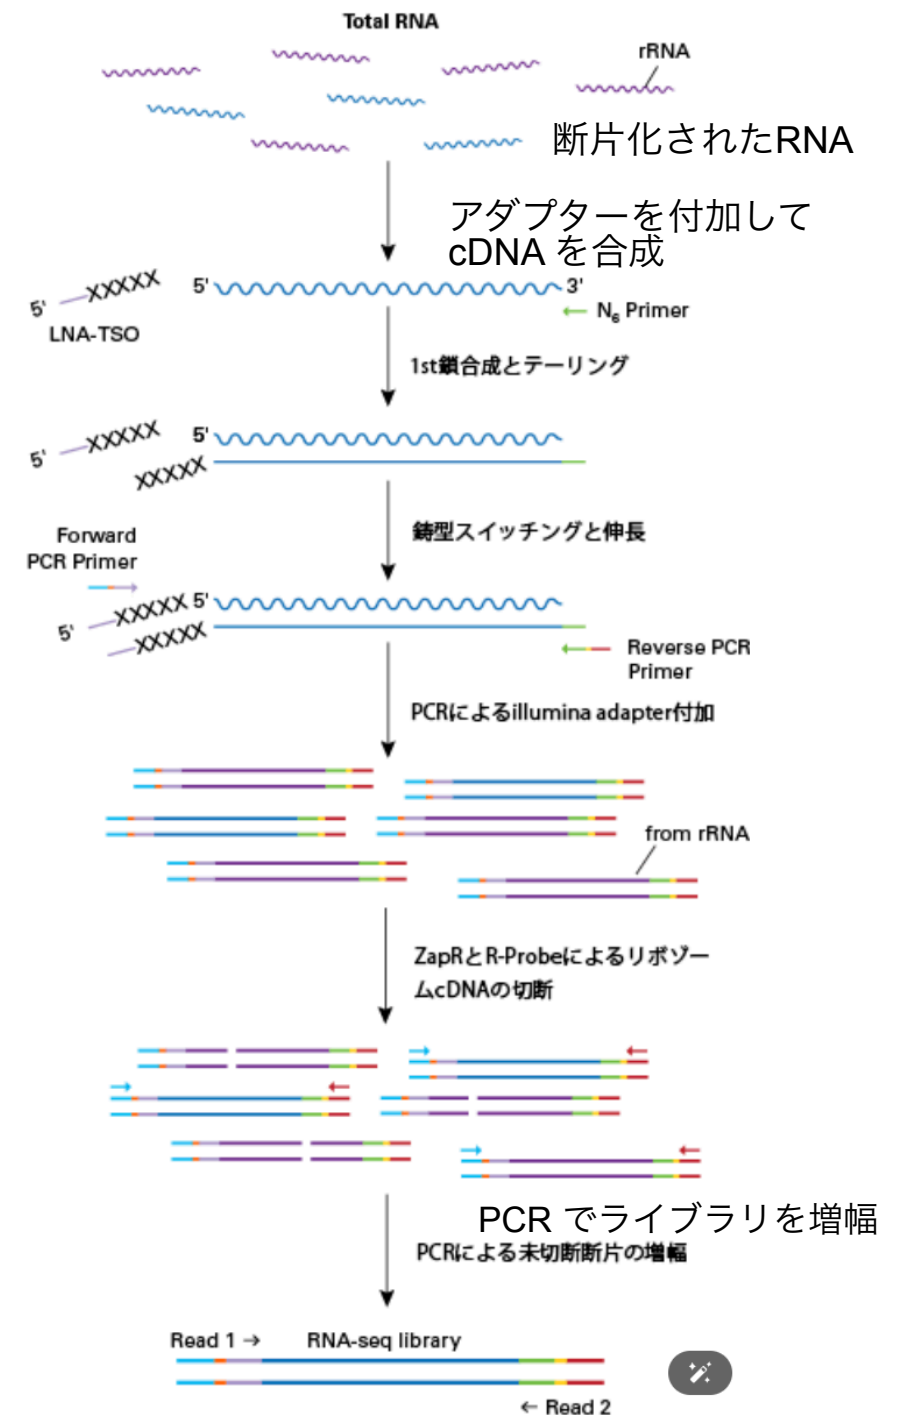 Total RNA
rRNA
断片化されたRNA
アダプターを付加して
cDNA を合成
5'
XXXXX
LNA-TSO
5'
3'
N6 Primer
1st鎖合成とテーリング
5'
XXXXX
5'
XXXXX
鋳型スイッチングと伸長
Forward
PCR Primer
5'
XXXXX
5'
XXXXX
Reverse PCR
Primer
PCRによるillumina adapter付加
from rRNA
ZapRとR-Probeによるリボゾー
ムcDNAの切断
PCR でライブラリを増幅
PCRによる未切断断片の増幅
Read 1 →
RNA-seq library
← Read 2